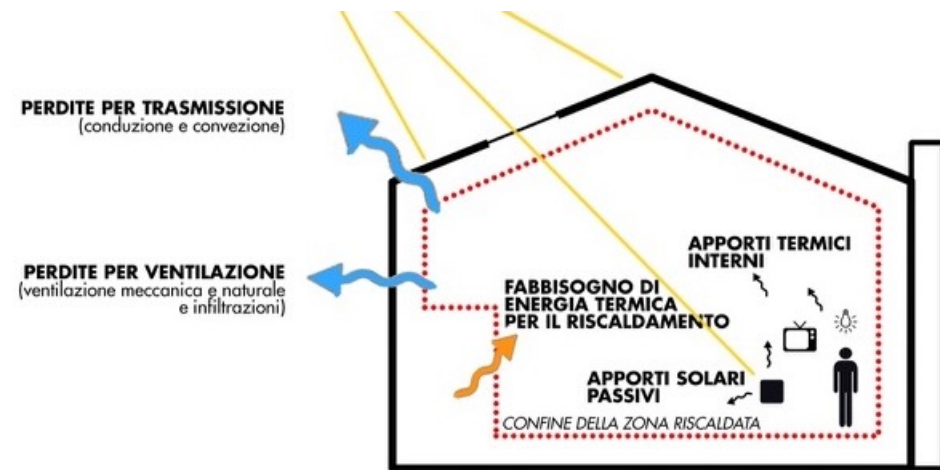 PERDITE PER TRASMISSIONE
(conduzione e convezione)
PERDITE PER VENTILAZIONE
(ventilazione meccanica e naturale
e infiltrazioni)
APPORTI TERMICI
INTERNI
FABBISOGNO DI
ENERGIA TERMICA
PER IL RISCALDAMENTO
APPORTI SOLARI
PASSIVI
CONFINE DELLA ZONA RISCALDATA